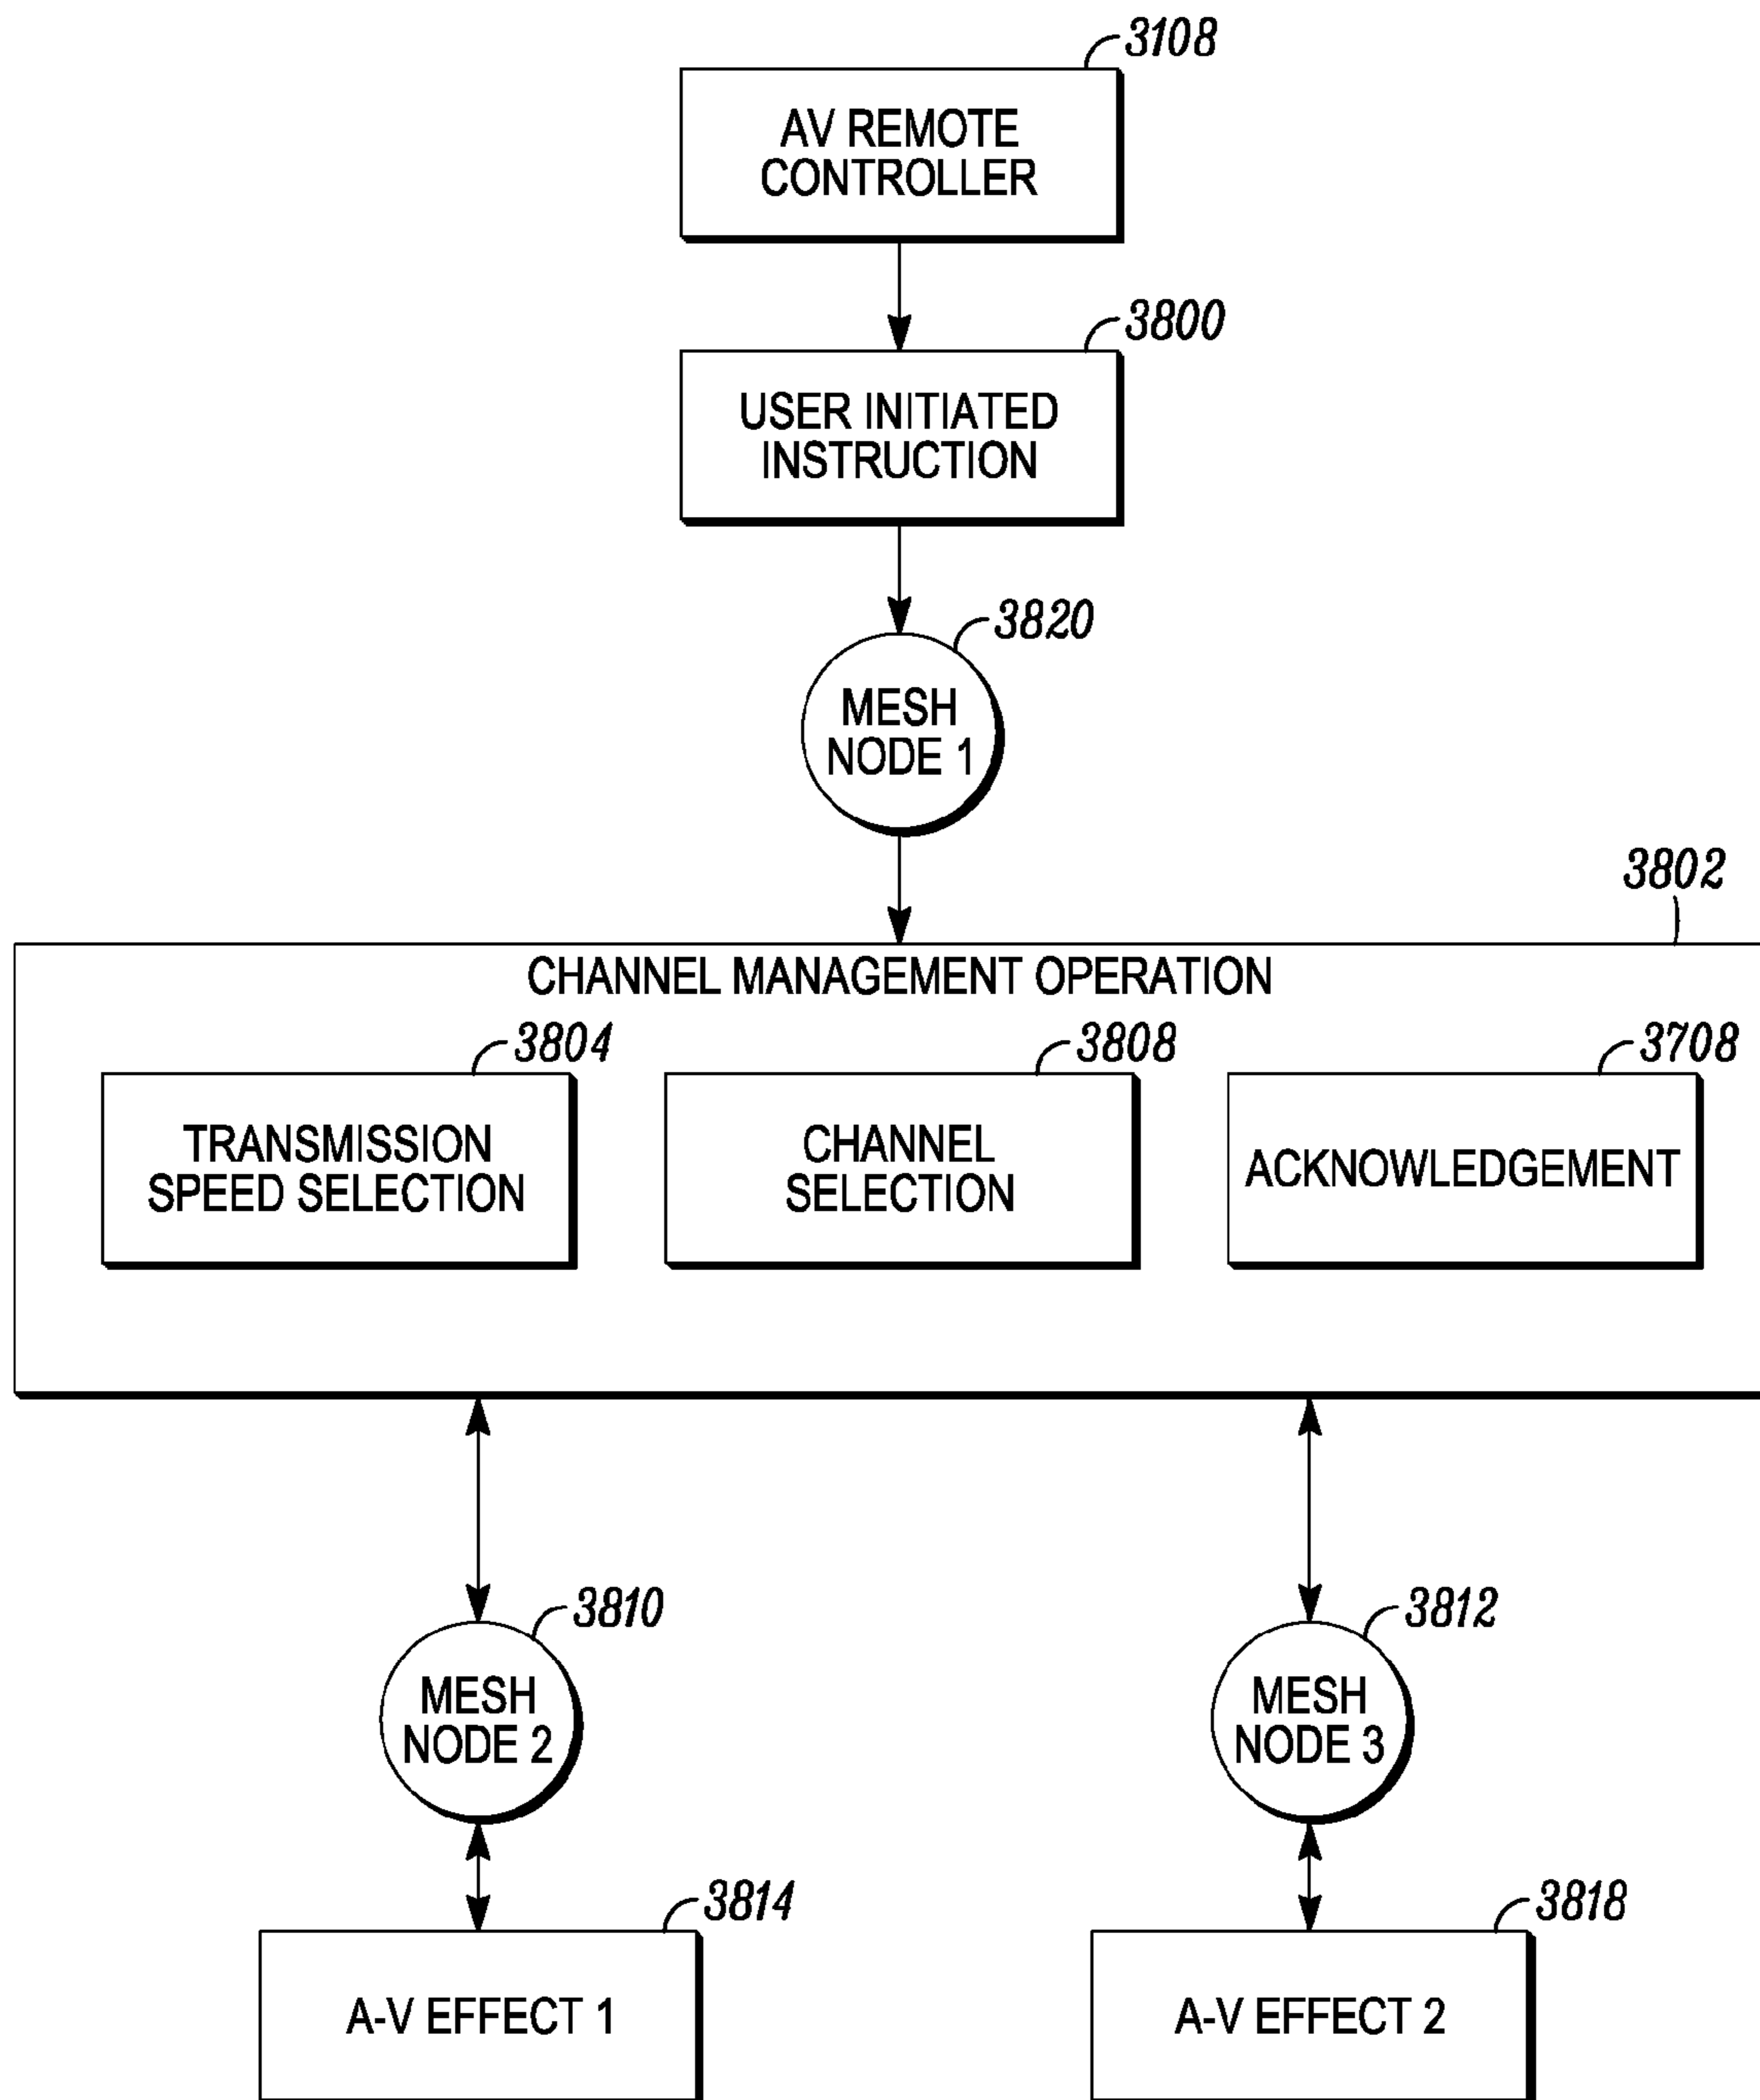 3108
AV REMOTE
CONTROLLER
3800
USER INITIATED
INSTRUCTION
3820
MESH
NODE 1
3802
CHANNEL MANAGEMENT OPERATION
3804
3808
3708
TRANSMISSION
SPEED SELECTION
CHANNEL
SELECTION
ACKNOWLEDGEMENT
3810
3812
MESH
NODE 2
MESH
NODE 3
3814
3818
A-V EFFECT 1
A-V EFFECT 2